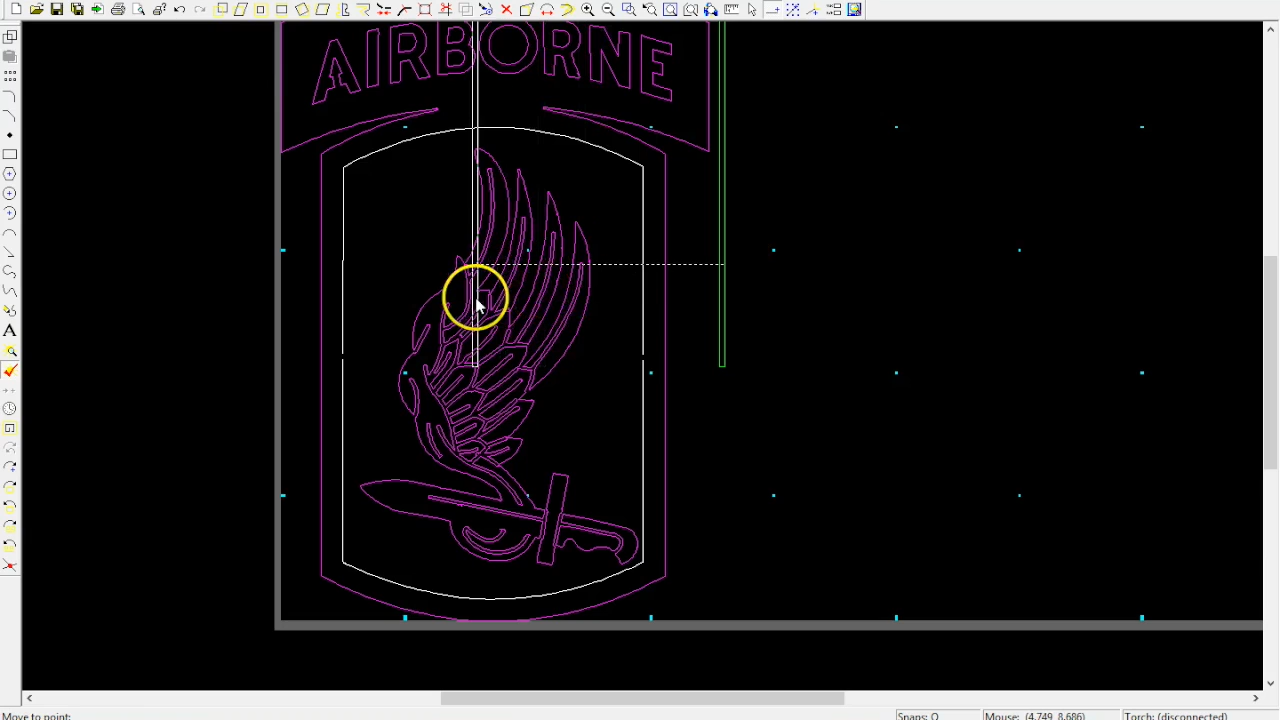 AIRBORNE
A
Move to point:
Snaps: O
Mouse: (4.749, 8.686)
Torch: (disconnected)